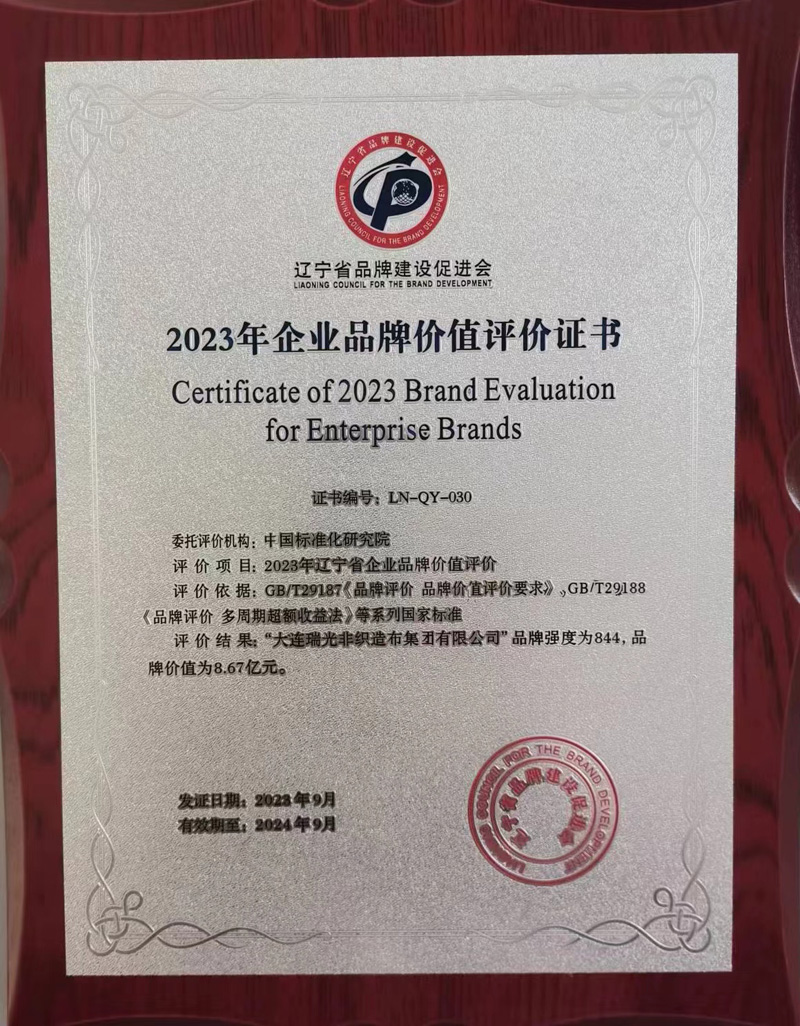 辽宁省品牌建设促进会
LIAONING COUNCIL FOR THE BRAND DEVELOPMENT
辽宁省品牌建设促进会
LIAONING COUNCIL FOR THE BRAND DEVELOPMENT
2023年企业品牌价值评价证书
Certificate of 2023 Brand Evaluation
for Enterprise Brands
证书编号：LN-QY-030
委托评价机构：中国标准化研究院
评价项目：2023年辽宁省企业品牌价值评价
评价依据：GB/T29187《品牌评价 品牌价值评价要求》、GB/T29188
《品牌评价 多周期超额收益法》等系列国家标准
评价结果：“大连瑞光非织造布集团有限公司”品牌强度为844，品
牌价值为8.67亿元。
发证日期：2023年9月
有效期至：2024年9月
LIAONING COUNCIL FOR THE BRAND DEVELOPMENT
辽宁省品牌建设促进会